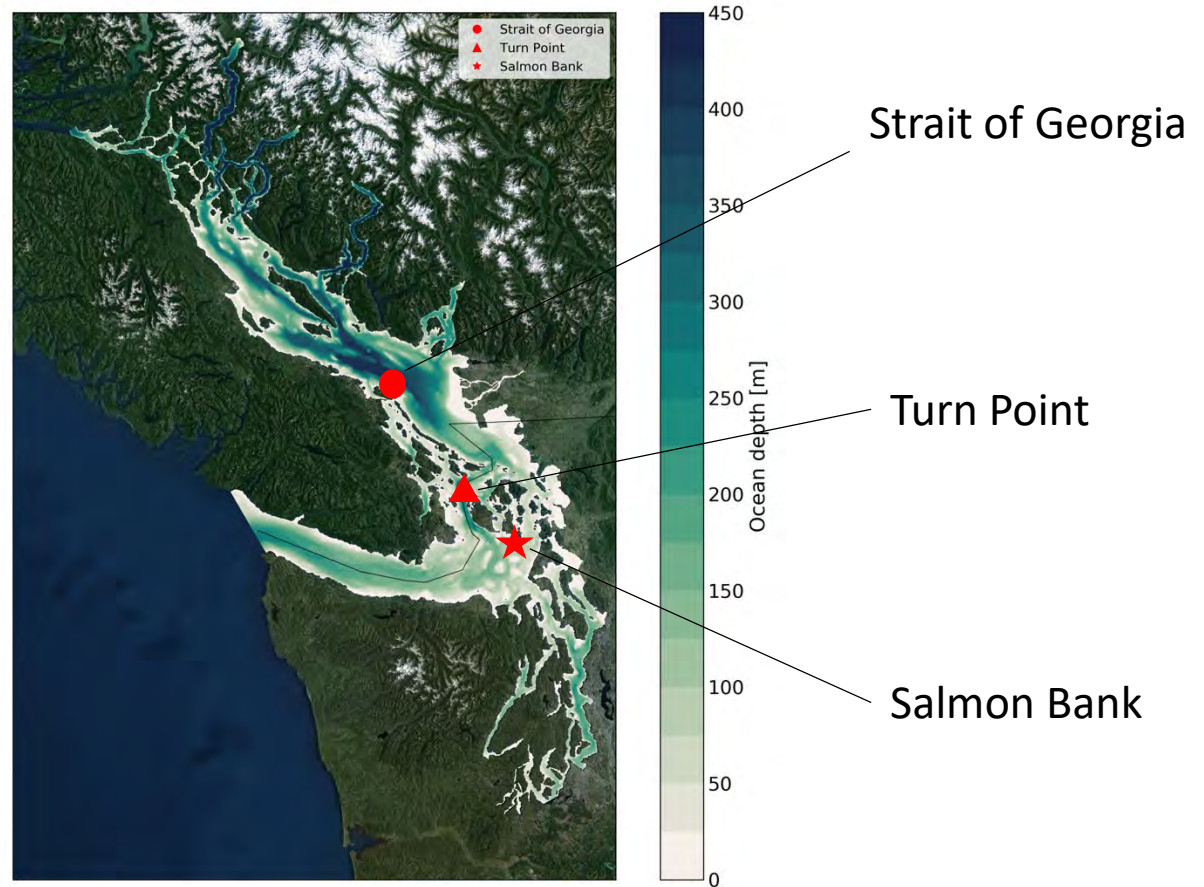 Strait of Georgia
Turn Point
Salmon Bank
450
400
350
300
250
200
150
100
50
0
Ocean depth [m]
Strait of Georgia
Turn Point
Salmon Bank